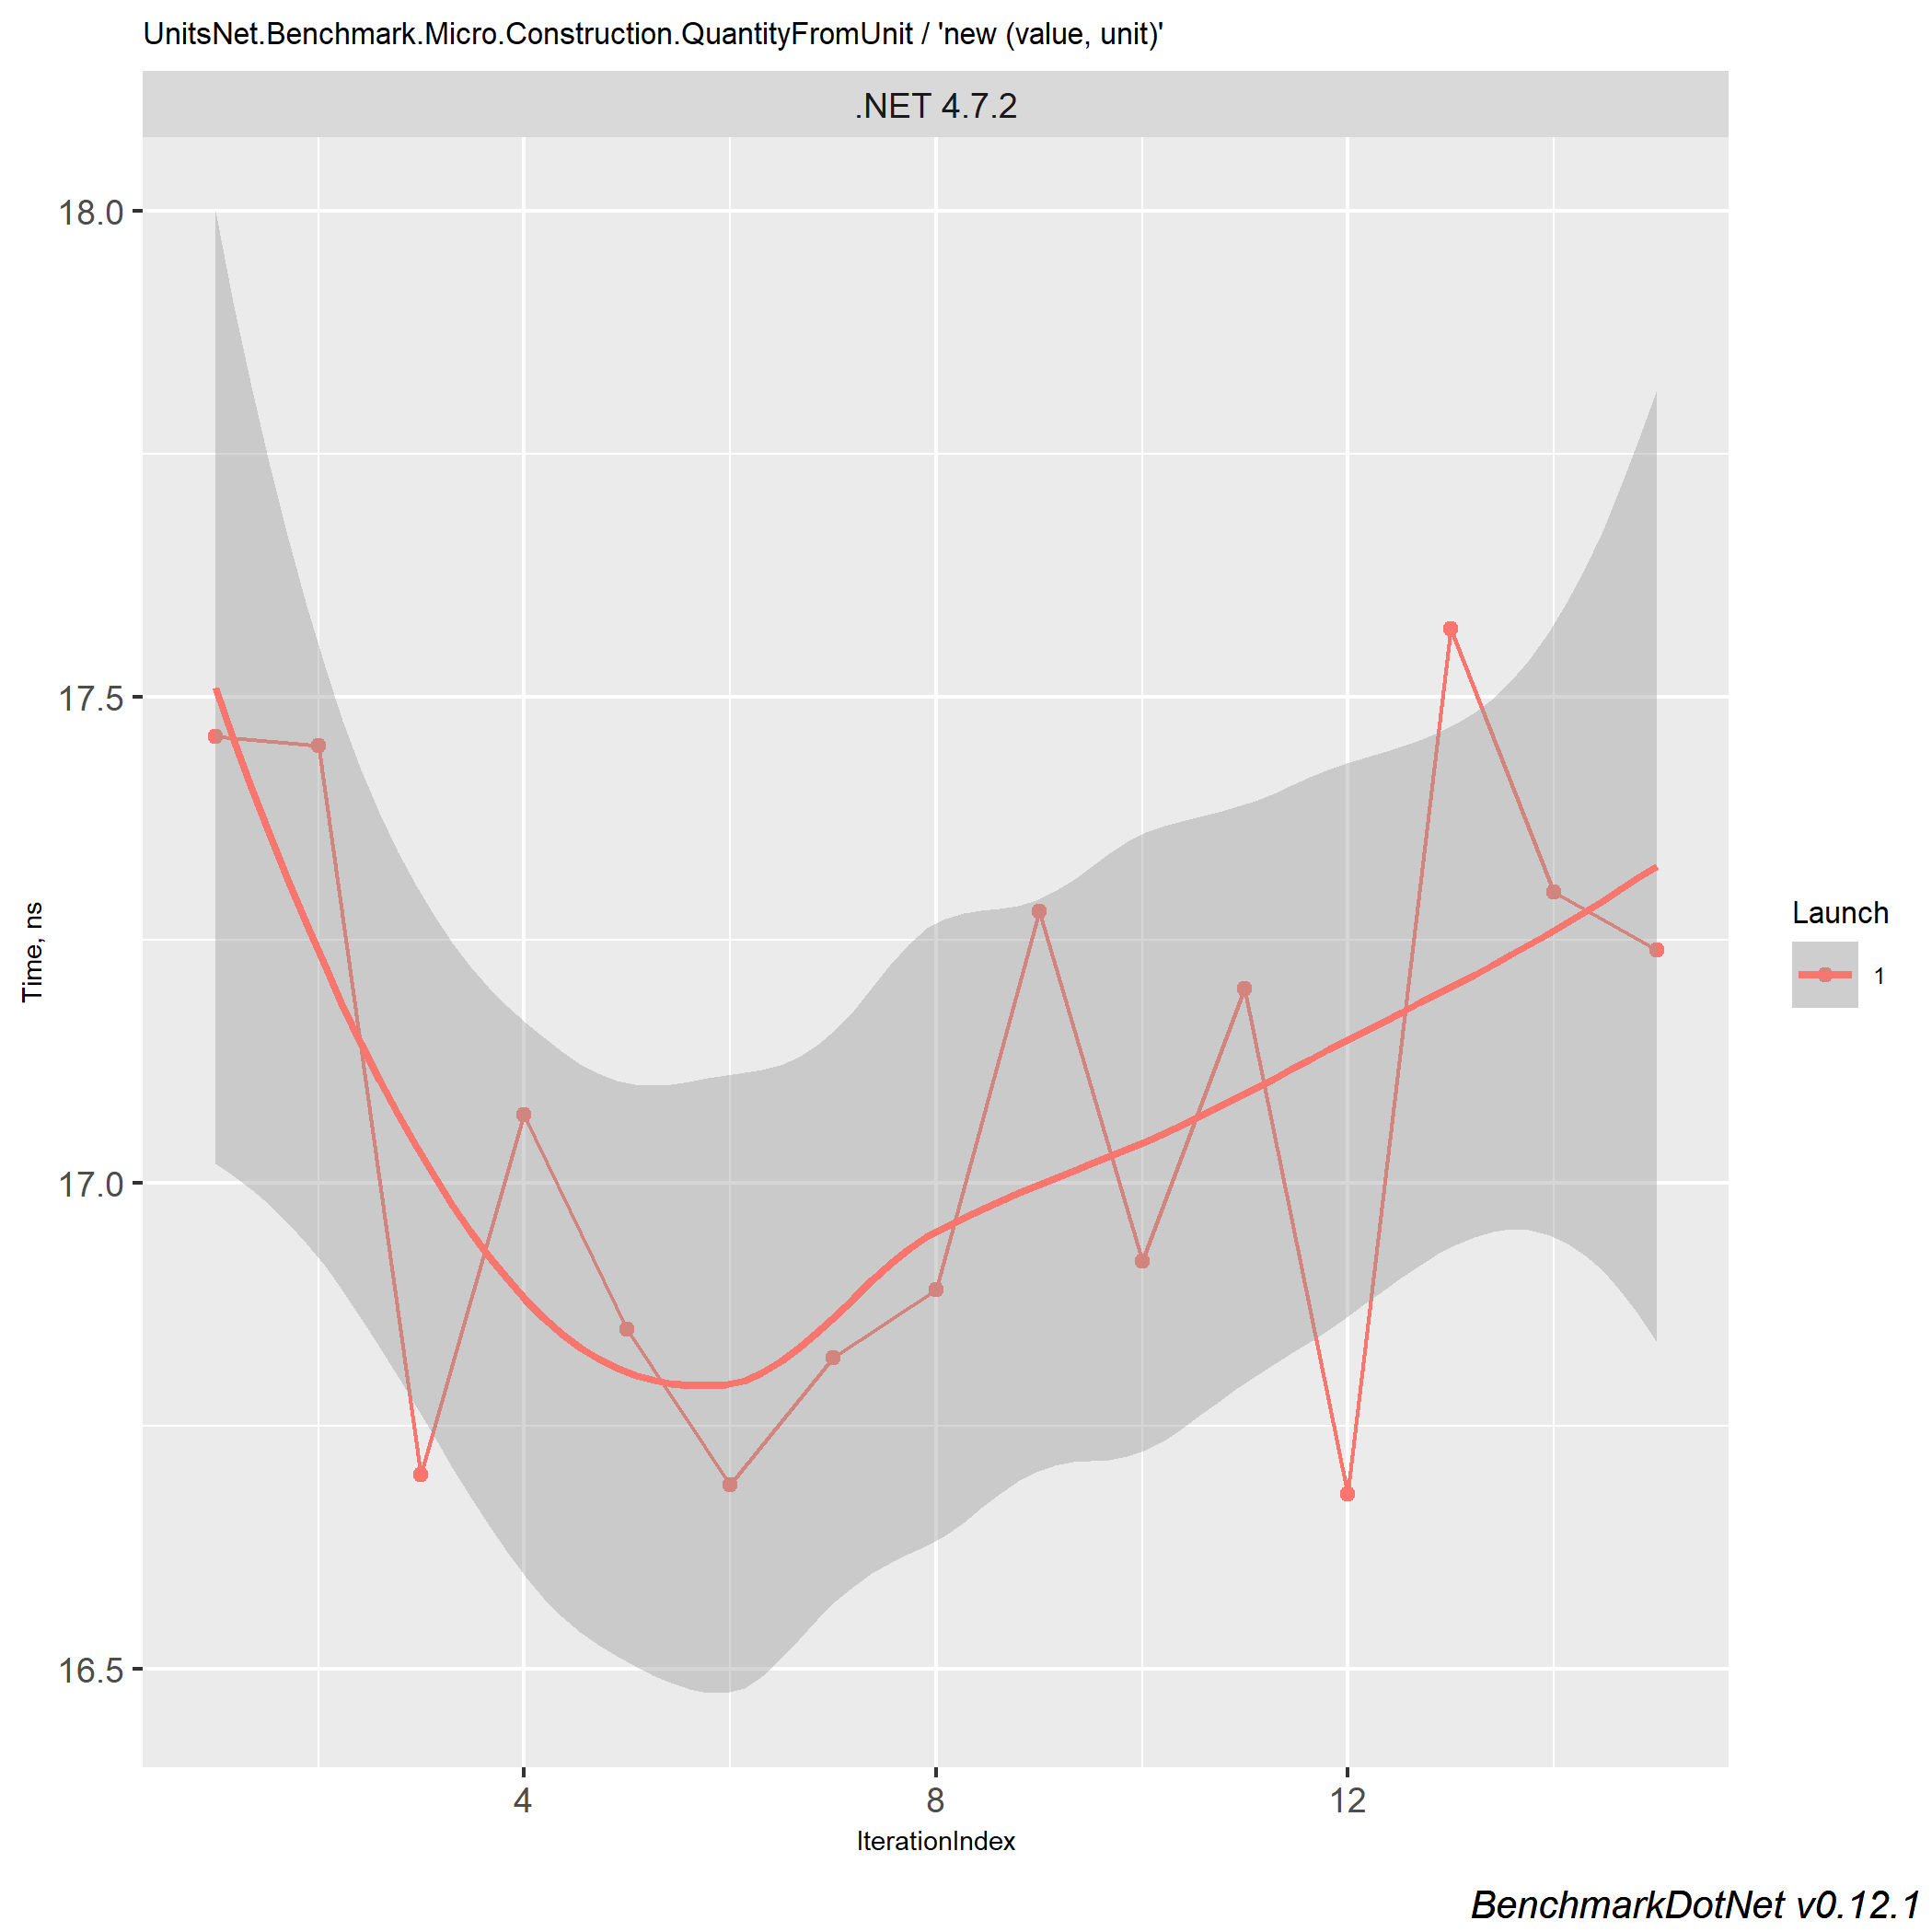 UnitsNet.Benchmark.Micro.Construction.QuantityFromUnit / 'new (value, unit)'
.NET 4.7.2
18.0
17.5
17.0
16.5
Time, ns
4
8
12
IterationIndex
Launch
1
BenchmarkDotNet v0.12.1